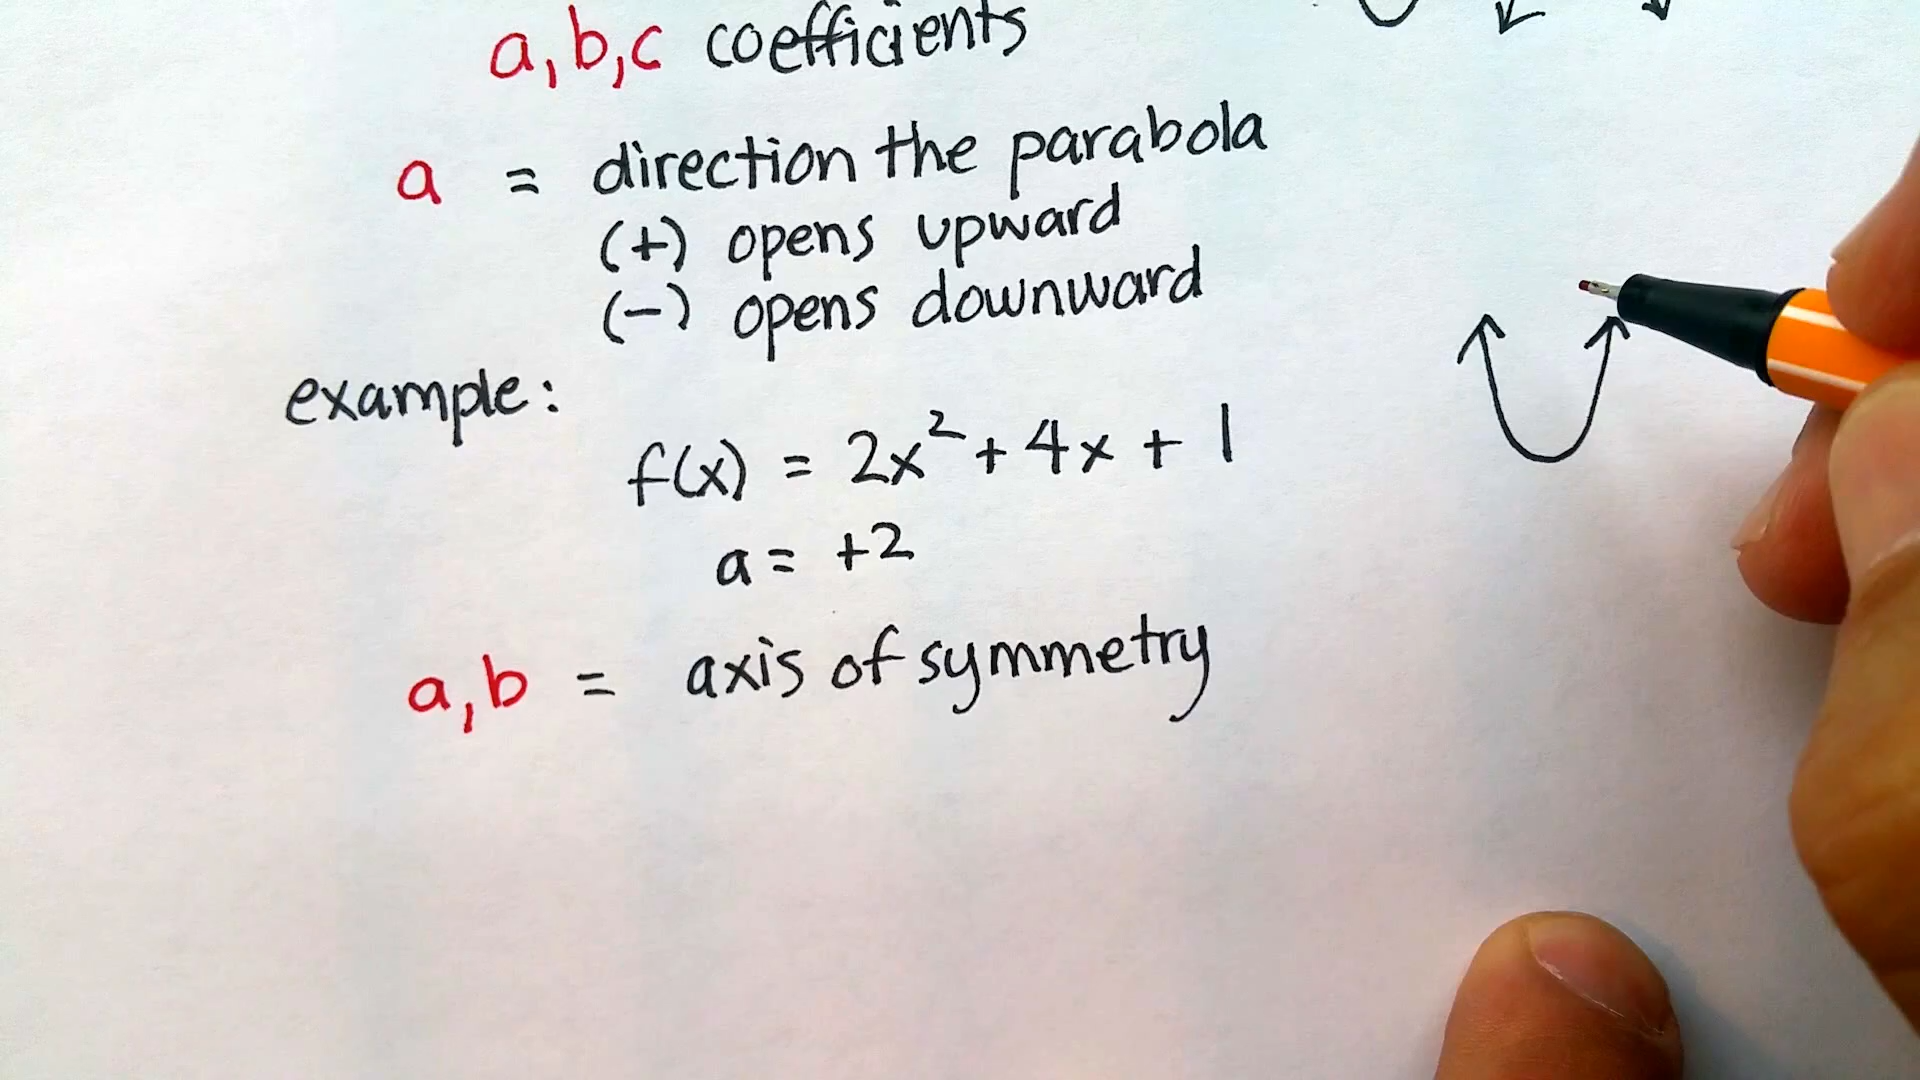 a, b, c coefficients
a = direction the parabola
(+) opens upward
(-) opens downward
example:
f(x) = 2x² + 4x + 1
a = +2
a, b = axis of symmetry